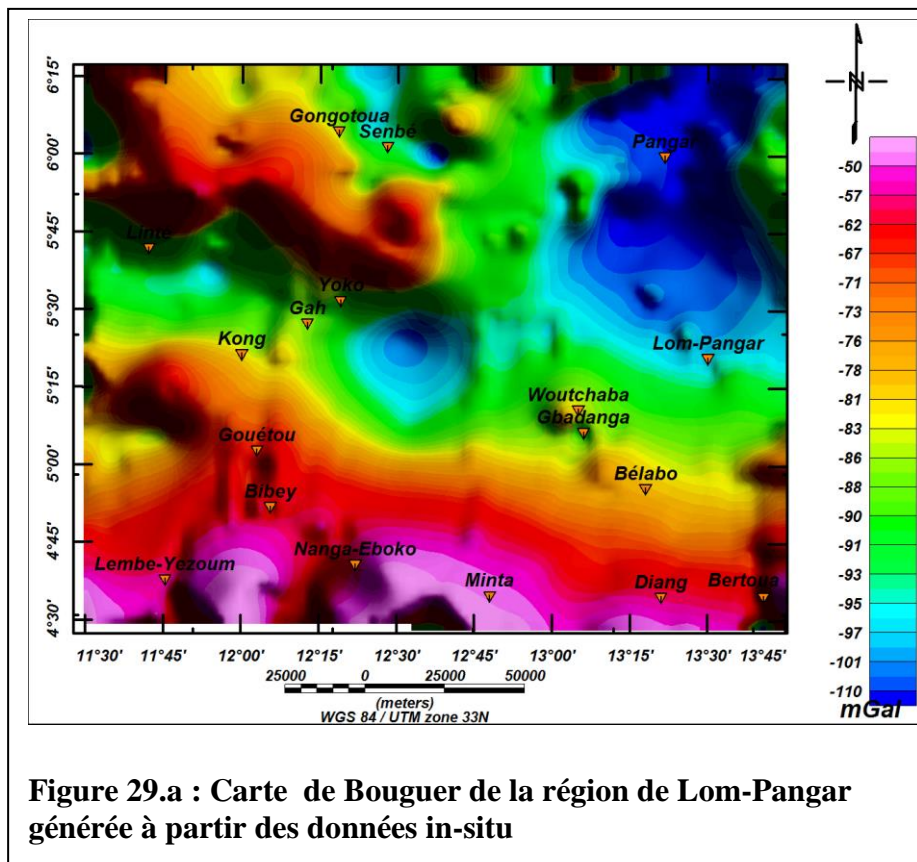 6°15'
6°00'
5°45'
5°30'
5°15'
5°00'
4°45'
4°30'
Gongotoua
Senbé
Pangar
Linte
Yoko
Gah
Kong
Lom-Pangar
Woutchaba
Gbadanga
Gouétou
Bélabo
Bibey
Nanga-Eboko
Lembe-Yezoum
Minta
Diang
Bertoua
11°30'
11°45'
12°00'
12°15'
12°30'
12°45'
13°00'
13°15'
13°30'
13°45'
25000 0 25000 50000
(meters)
WGS 84 / UTM zone 33N
N
-50
-57
-62
-67
-71
-73
-76
-78
-81
-83
-86
-88
-90
-91
-93
-95
-97
-101
-110
mGal
Figure 29.a : Carte de Bouguer de la région de Lom-Pangar
générée à partir des données in-situ